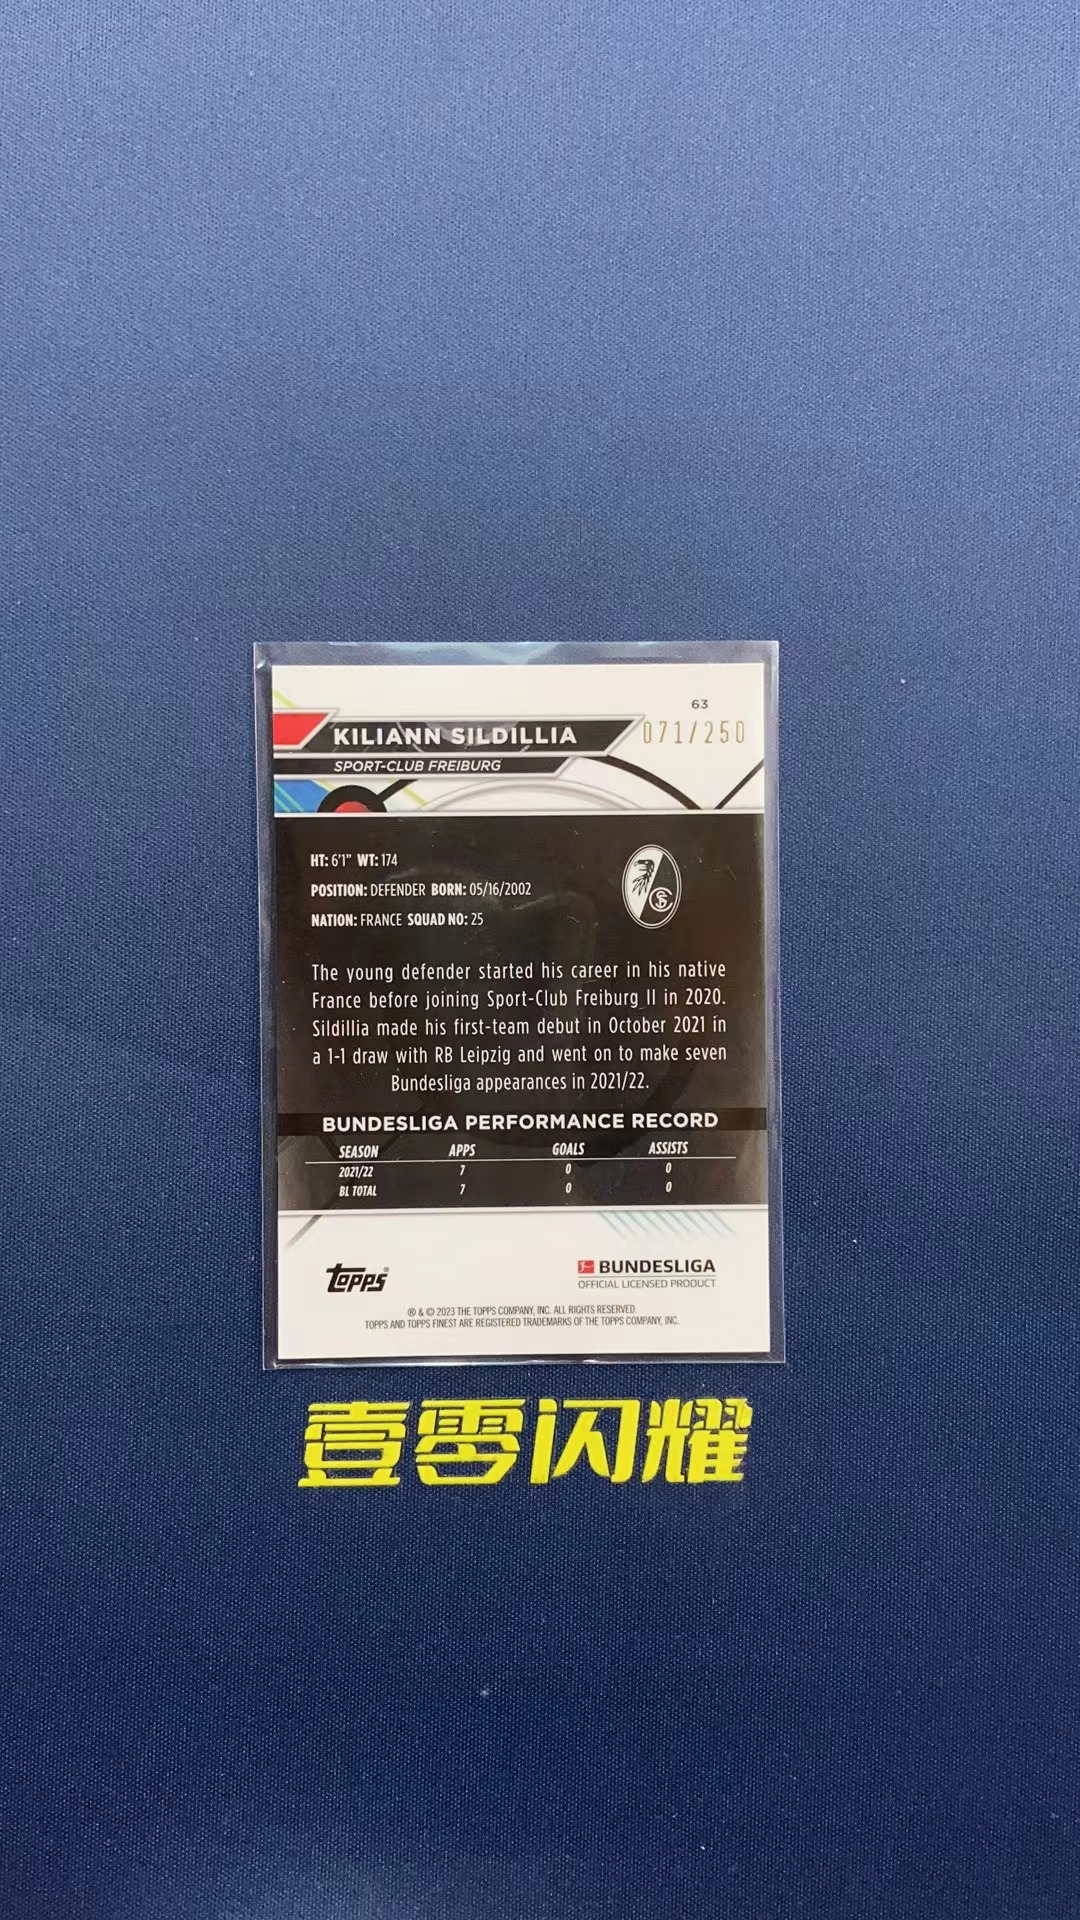 63
KILIANN SILDILLIA
071/250
SPORT-CLUB FREIBURG
HT: 6'1" WT: 174
POSITION: DEFENDER BORN: 05/16/2002
NATION: FRANCE SQUAD NO: 25
SC
The young defender started his career in his native
France before joining Sport-Club Freiburg II in 2020.
Sildillia made his first-team debut in October 2021 in
a 1-1 draw with RB Leipzig and went on to make seven
Bundesliga appearances in 2021/22.
BUNDESLIGA PERFORMANCE RECORD
SEASON APPS GOALS ASSISTS
2021/22 7 0 0
BL TOTAL 7 0 0
topps®
BUNDESLIGA
OFFICIAL LICENSED PRODUCT
® & © 2023 THE TOPPS COMPANY, INC. ALL RIGHTS RESERVED.
TOPPS AND TOPPS FINEST ARE REGISTERED TRADEMARKS OF THE TOPPS COMPANY, INC.
壹零闪耀